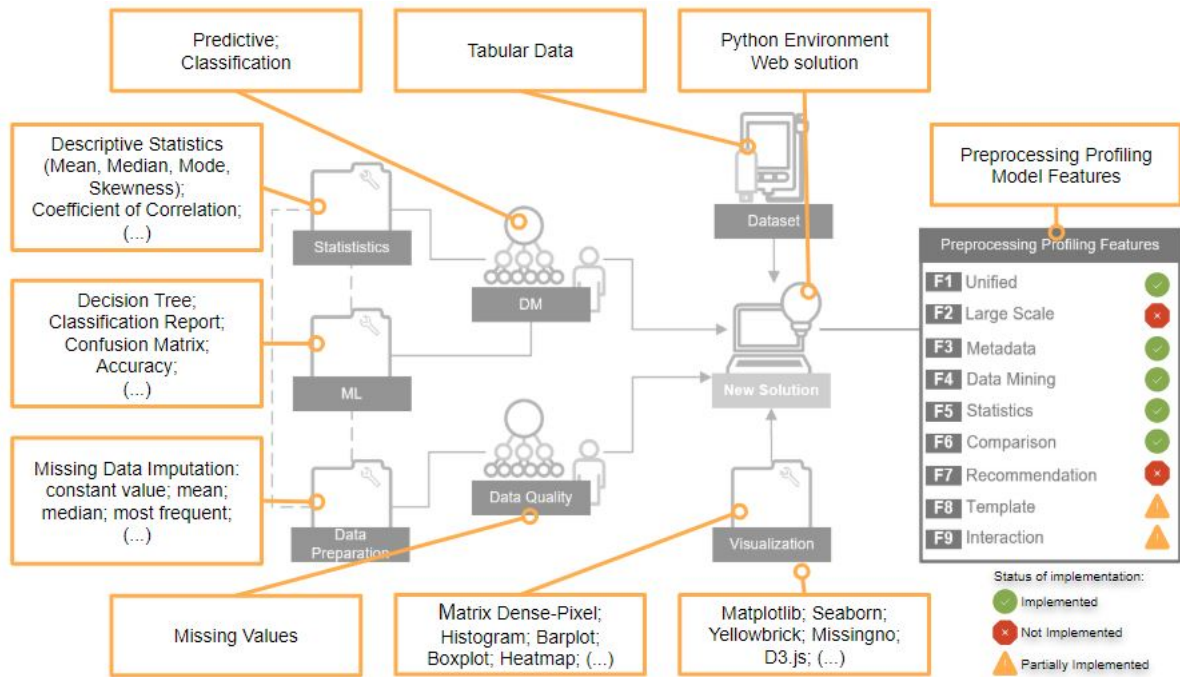 Predictive;
Classification
Tabular Data
Python Environment
Web solution
Descriptive Statistics
(Mean, Median, Mode,
Skewness);
Coefficient of Correlation;
(...)
Preprocessing Profiling
Model Features
Statististics
Dataset
DM
Decision Tree;
Classification Report;
Confusion Matrix;
Accuracy;
(...)
ML
New Solution
Missing Data Imputation:
constant value; mean;
median; most frequent;
(...)
Data
Preparation
Data Quality
Visualization
Preprocessing Profiling Features
F1 Unified
F2 Large Scale
F3 Metadata
F4 Data Mining
F5 Statistics
F6 Comparison
F7 Recommendation
F8 Template
F9 Interaction
Status of implementation:
Implemented
Not Implemented
Partially Implemented
Missing Values
Matrix Dense-Pixel;
Histogram; Barplot;
Boxplot; Heatmap; (...)
Matplotlib; Seaborn;
Yellowbrick; Missingno;
D3.js; (...)